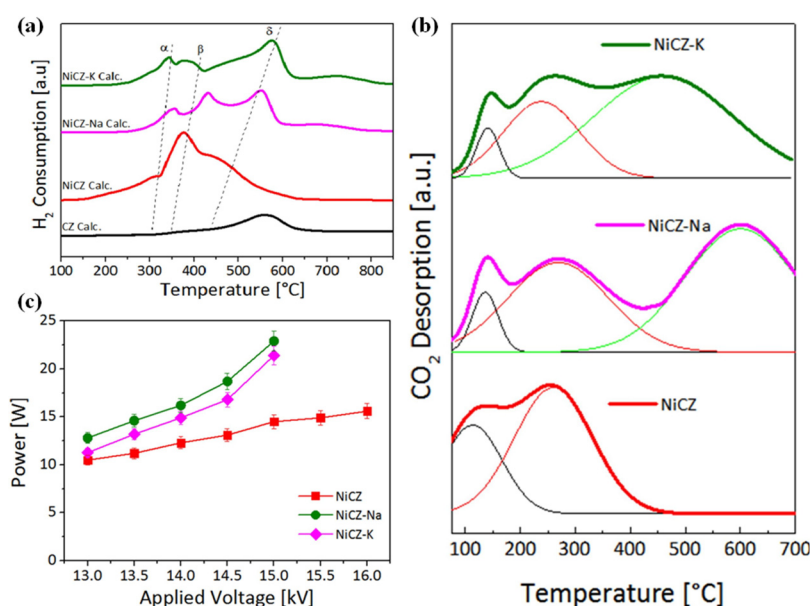 (a)
α
β
δ
NiCZ-K Calc.
NiCZ-Na Calc.
NiCZ Calc.
CZ Calc.
H2 Consumption [a.u]
100 200 300 400 500 600 700 800
Temperature [°C]
(b)
NiCZ-K
NiCZ-Na
NiCZ
CO2 Desorption [a.u.]
100 200 300 400 500 600 700
Temperature [°C]
(c)
25
20
15
10
5
0
Power [W]
NiCZ
NiCZ-Na
NiCZ-K
13.0 13.5 14.0 14.5 15.0 15.5 16.0
Applied Voltage [kV]